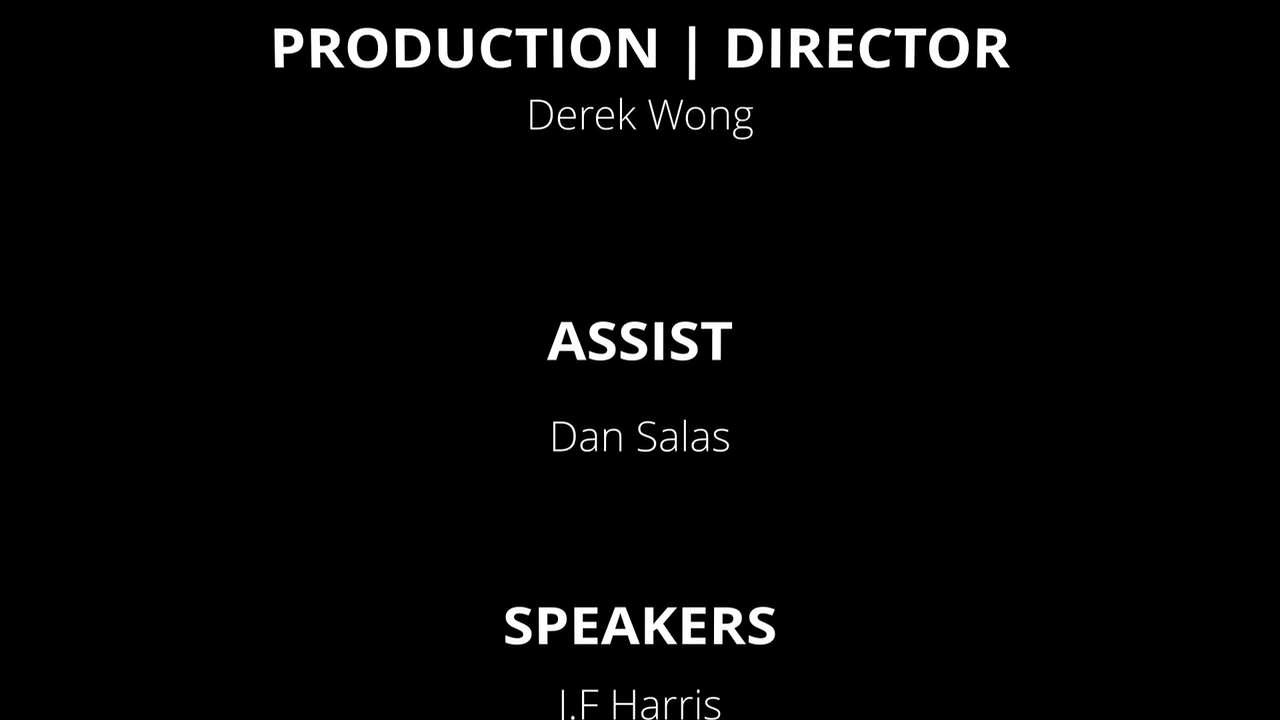 PRODUCTION | DIRECTOR
Derek Wong
ASSIST
Dan Salas
SPEAKERS
Harris